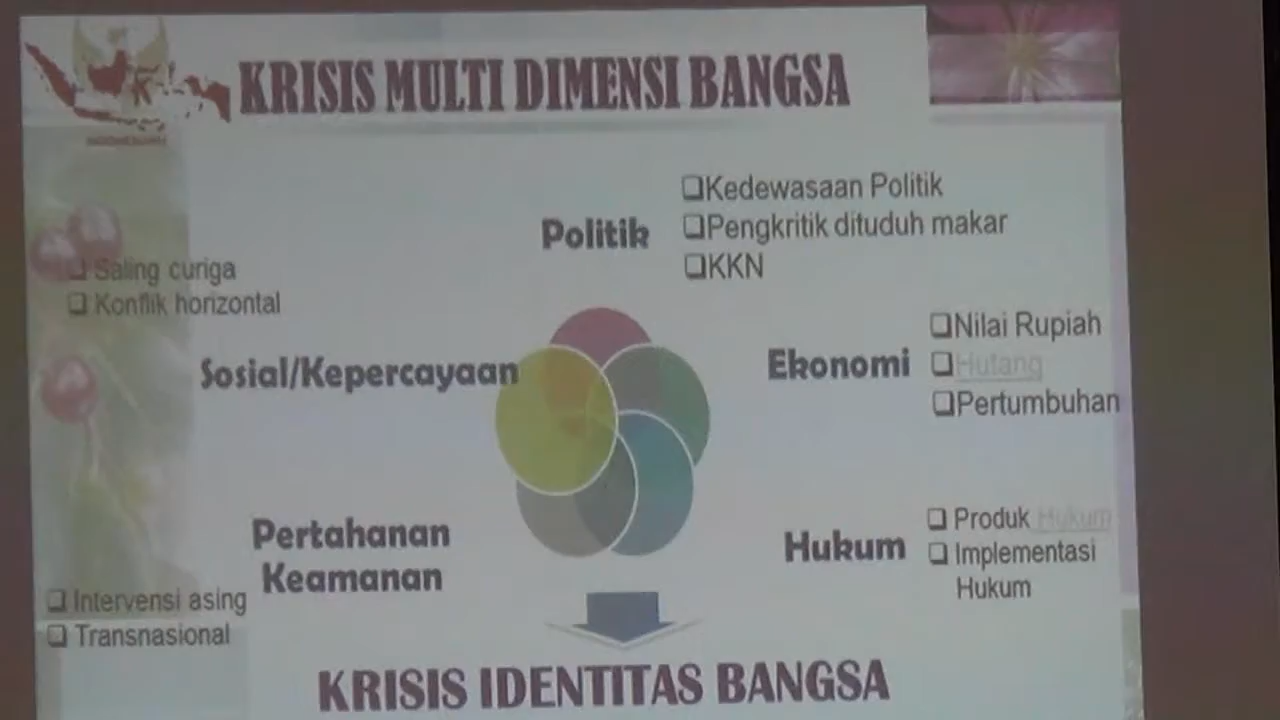 KRISIS MULTI DIMENSI BANGSA
Politik
❑Kedewasaan Politik
❑Pengkritik dituduh makar
❑KKN
❑ Saling curiga
❑ Konflik horizontal
Sosial/Kepercayaan
Ekonomi
❑Nilai Rupiah
❑Hutang
❑Pertumbuhan
Pertahanan
Keamanan
❑ Intervensi asing
❑ Transnasional
Hukum
❑ Produk Hukum
❑ Implementasi
Hukum
KRISIS IDENTITAS BANGSA